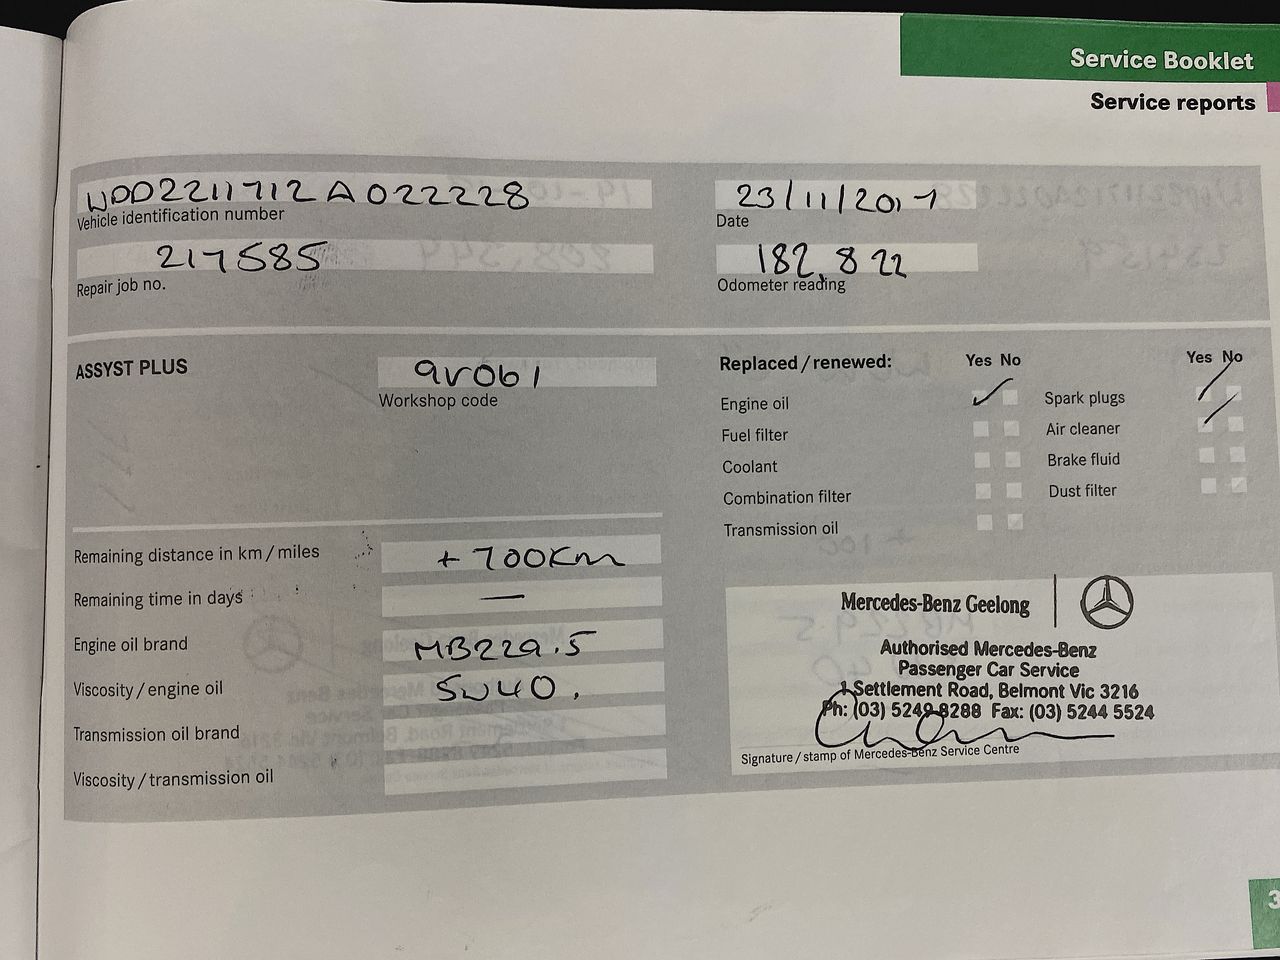 Service Booklet
Service reports
WDD2211712A022228
Vehicle identification number
23/11/2017
Date
217585
Repair job no.
182,822
Odometer reading
ASSYST PLUS
Workshop code
Replaced / renewed: Yes No Yes No
Engine oil
Spark plugs
Fuel filter
Air cleaner
Coolant
Brake fluid
Combination filter
Dust filter
Transmission oil
Remaining distance in km / miles + 700Km
Remaining time in days —
Engine oil brand MB229.5
Viscosity / engine oil 5W40.
Transmission oil brand
Viscosity / transmission oil
Mercedes-Benz Geelong
Authorised Mercedes-Benz
Passenger Car Service
1 Settlement Road, Belmont Vic 3216
Ph: (03) 5249 8288 Fax: (03) 5244 5524
Signature / stamp of Mercedes-Benz Service Centre
3